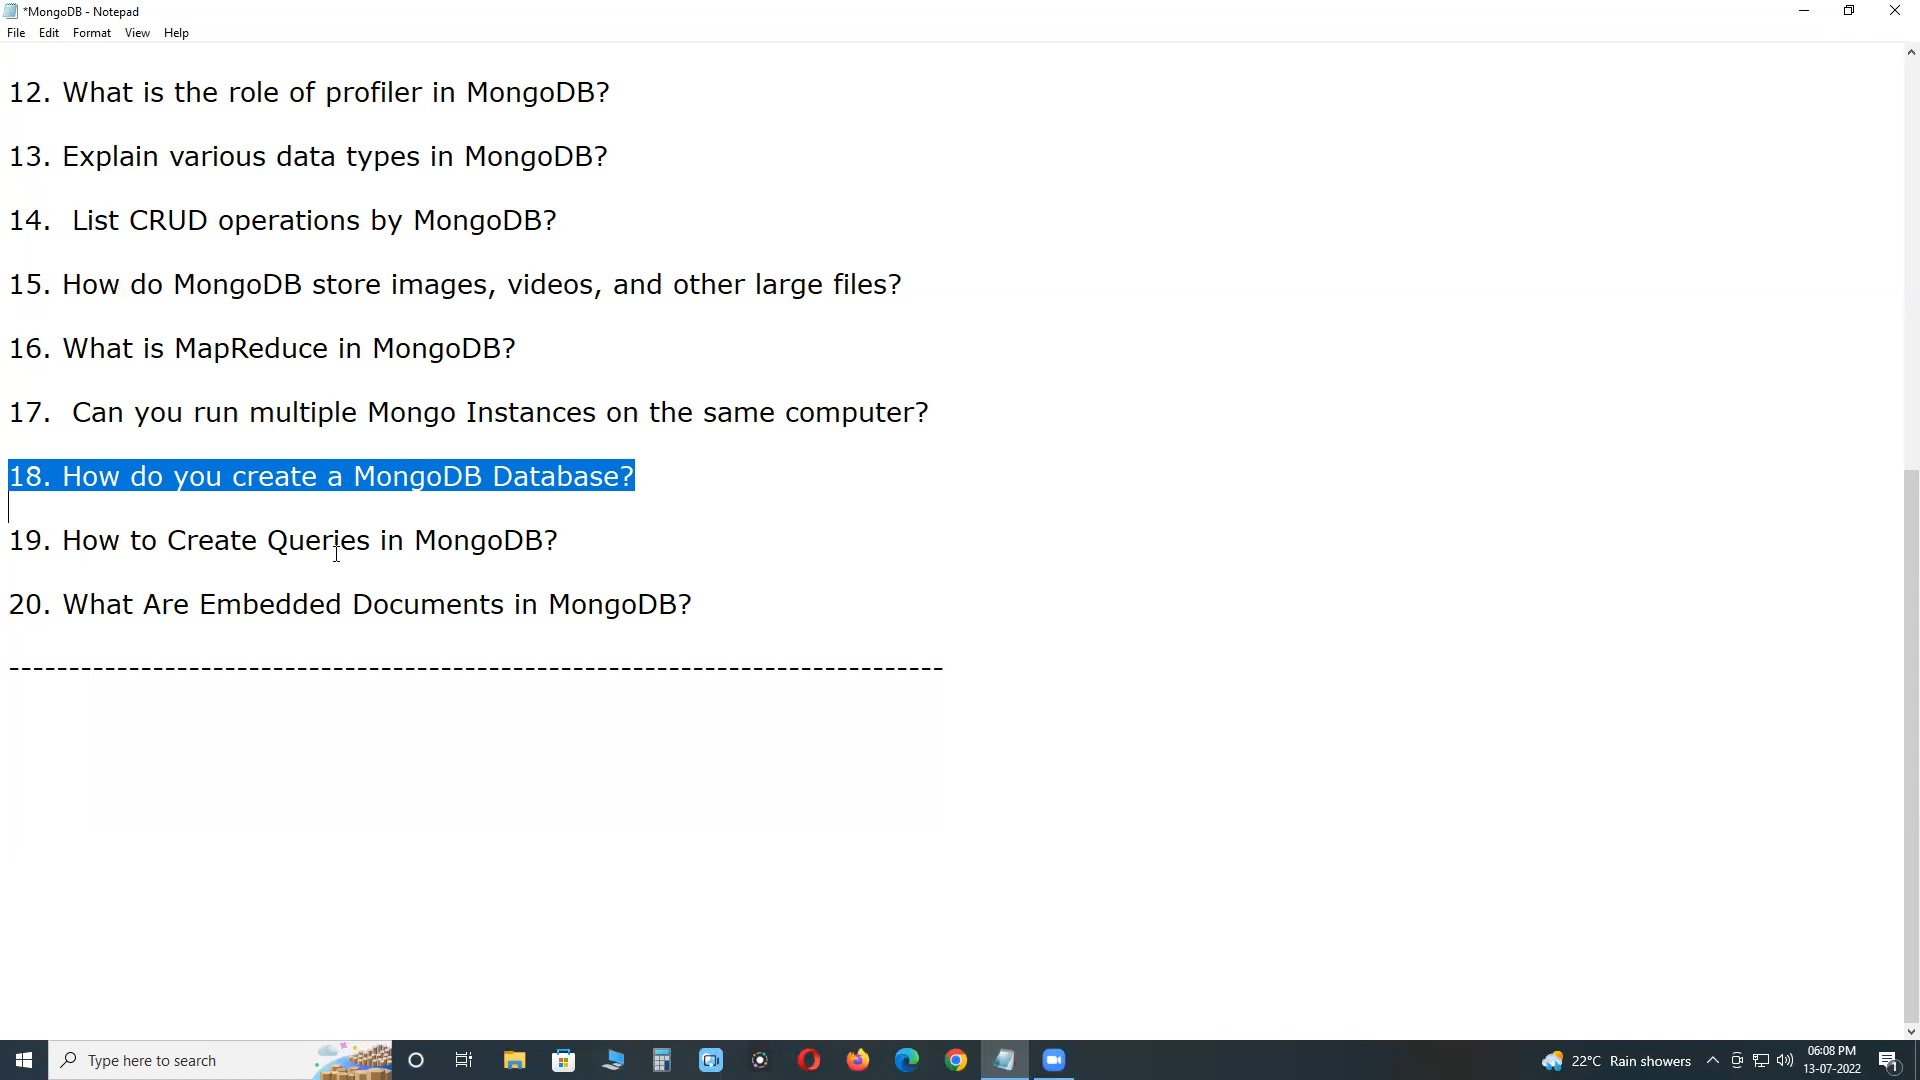 *MongoDB - Notepad
File Edit Format View Help
12. What is the role of profiler in MongoDB?
13. Explain various data types in MongoDB?
14.  List CRUD operations by MongoDB?
15. How do MongoDB store images, videos, and other large files?
16. What is MapReduce in MongoDB?
17.  Can you run multiple Mongo Instances on the same computer?
18. How do you create a MongoDB Database?
19. How to Create Queries in MongoDB?
20. What Are Embedded Documents in MongoDB?
------------------------------------------------------------------------------
Type here to search
22°C Rain showers
06:08 PM
13-07-2022
1